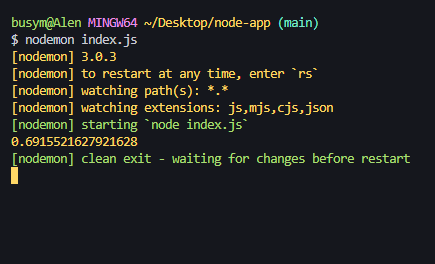 busym@Alen MINGW64 ~/Desktop/node-app (main)
$ nodemon index.js
[nodemon] 3.0.3
[nodemon] to restart at any time, enter `rs`
[nodemon] watching path(s): *.*
[nodemon] watching extensions: js,mjs,cjs,json
[nodemon] starting `node index.js`
0.6915521627921628
[nodemon] clean exit - waiting for changes before restart